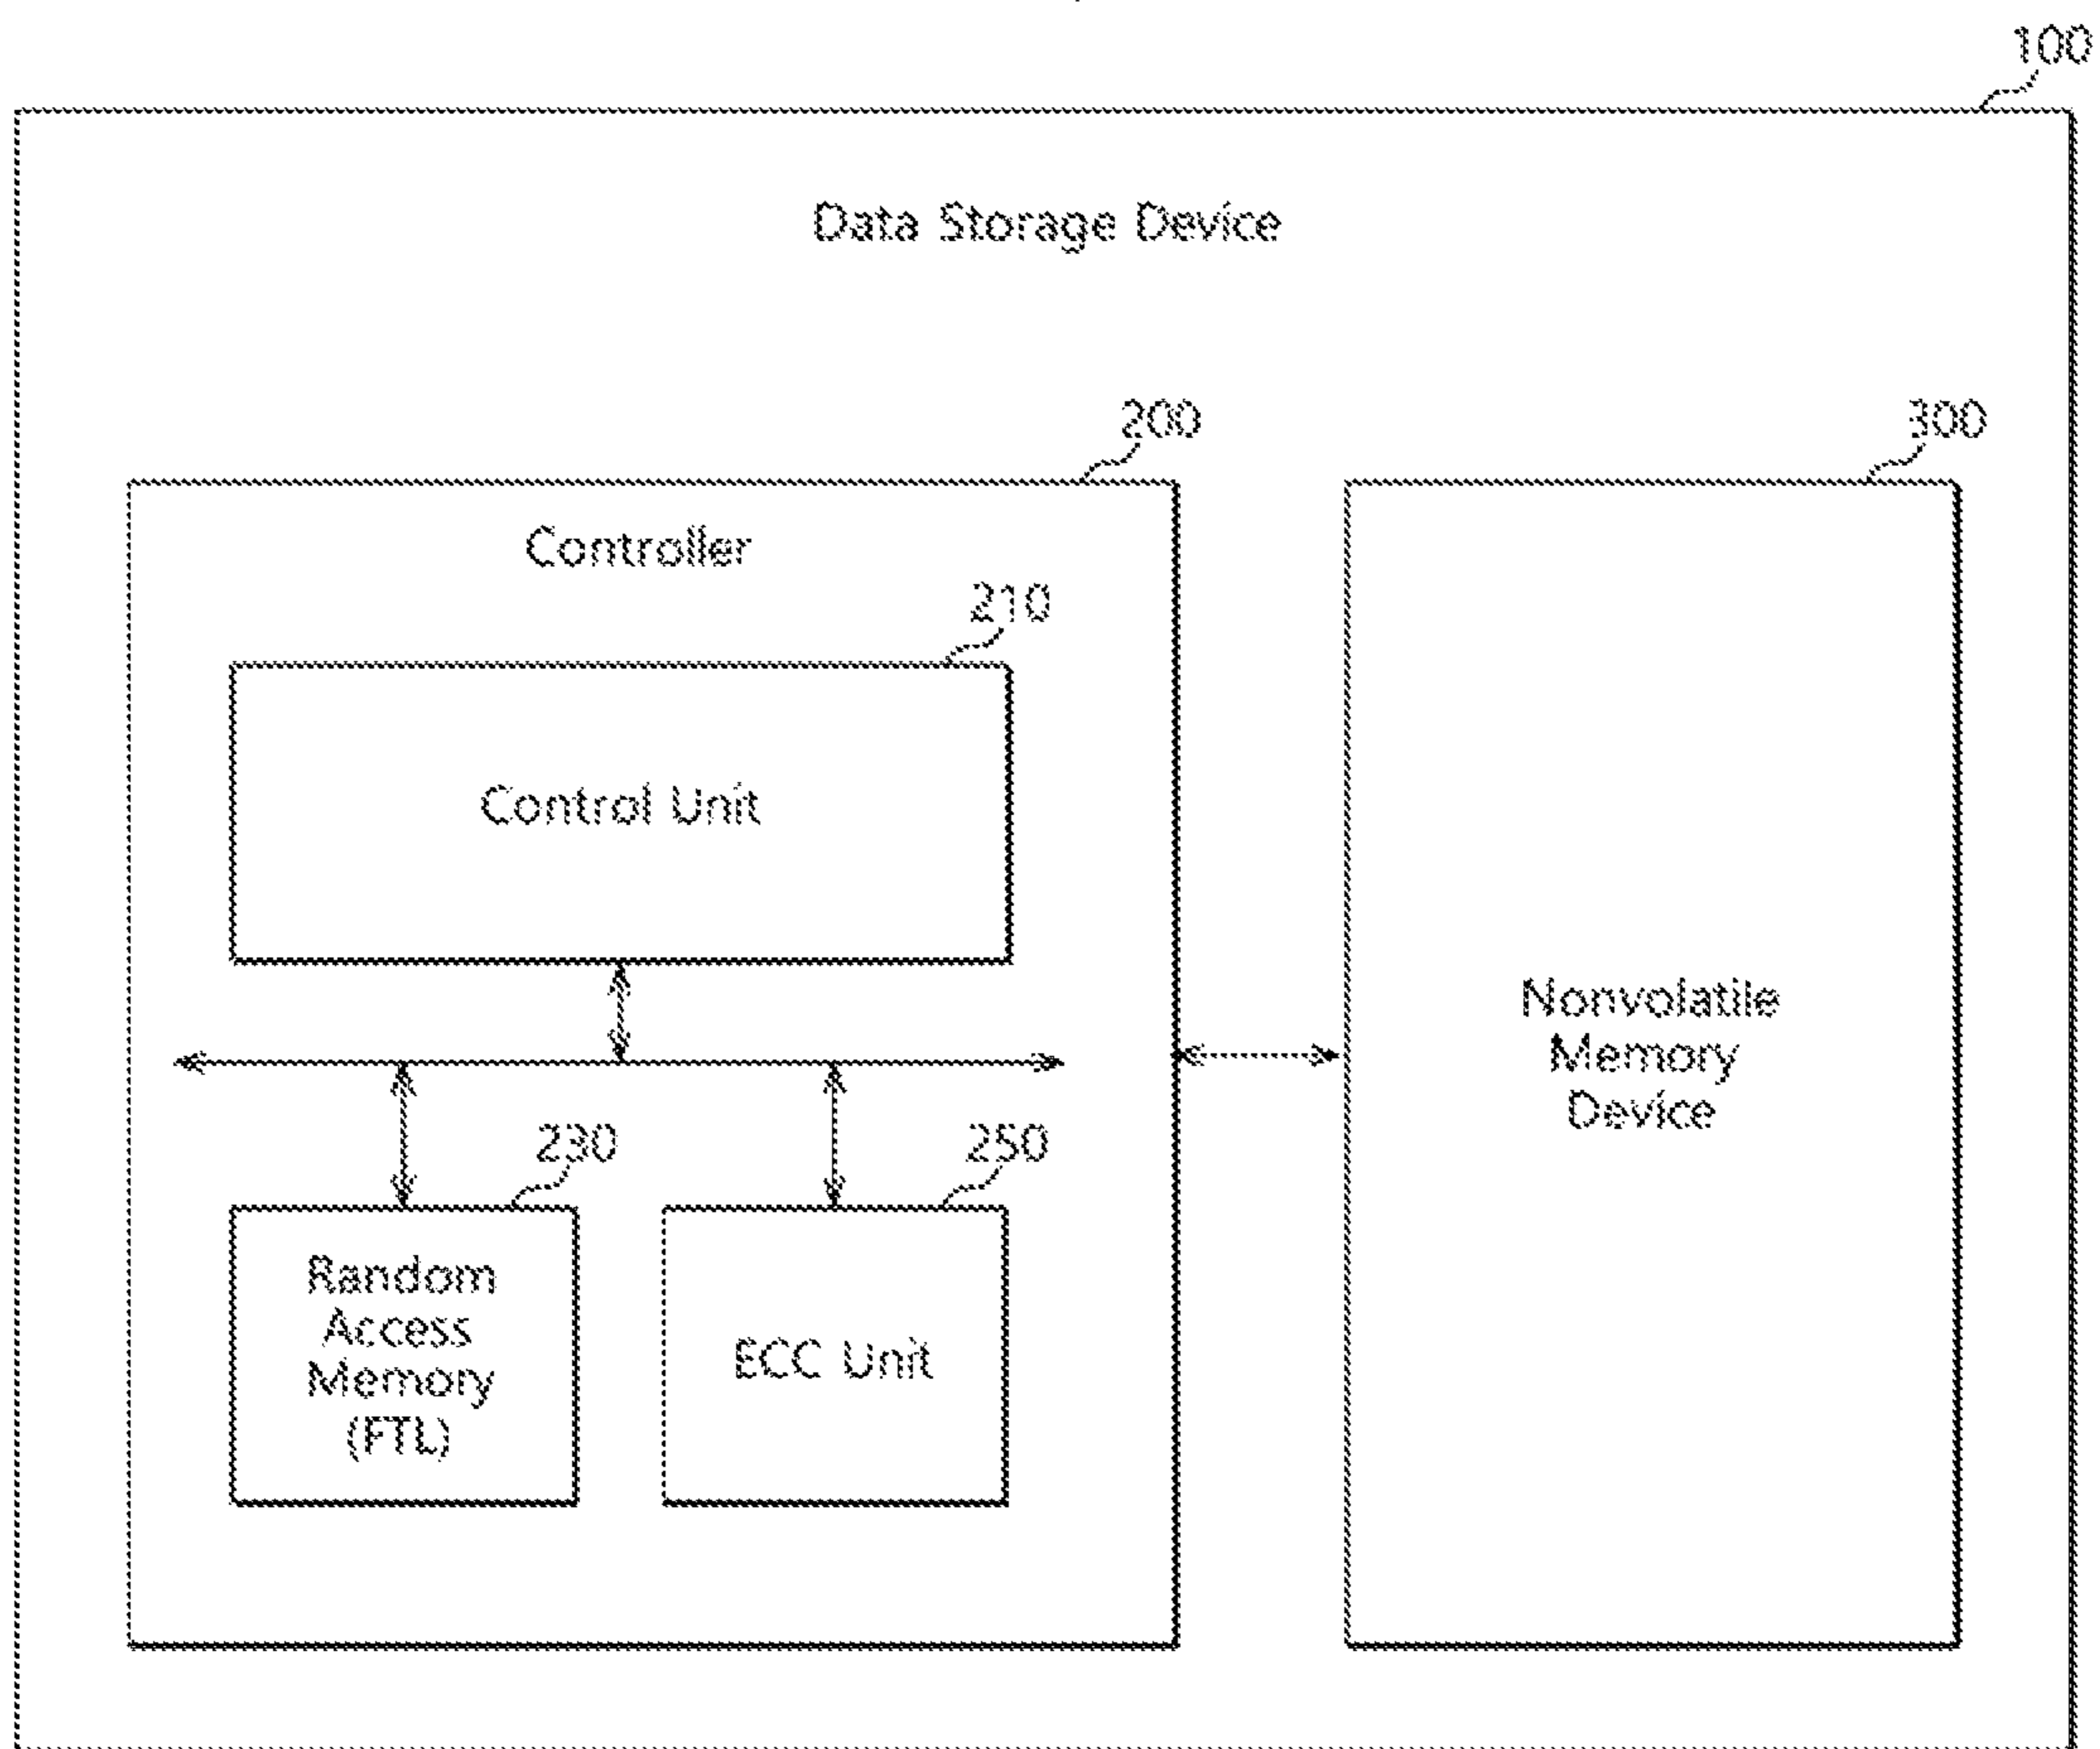 100
Data Storage Device
200
300
Controller
210
Control Unit
Nonvolatile
Memory
Device
230
250
Random
Access
Memory
(FTL)
ECC Unit